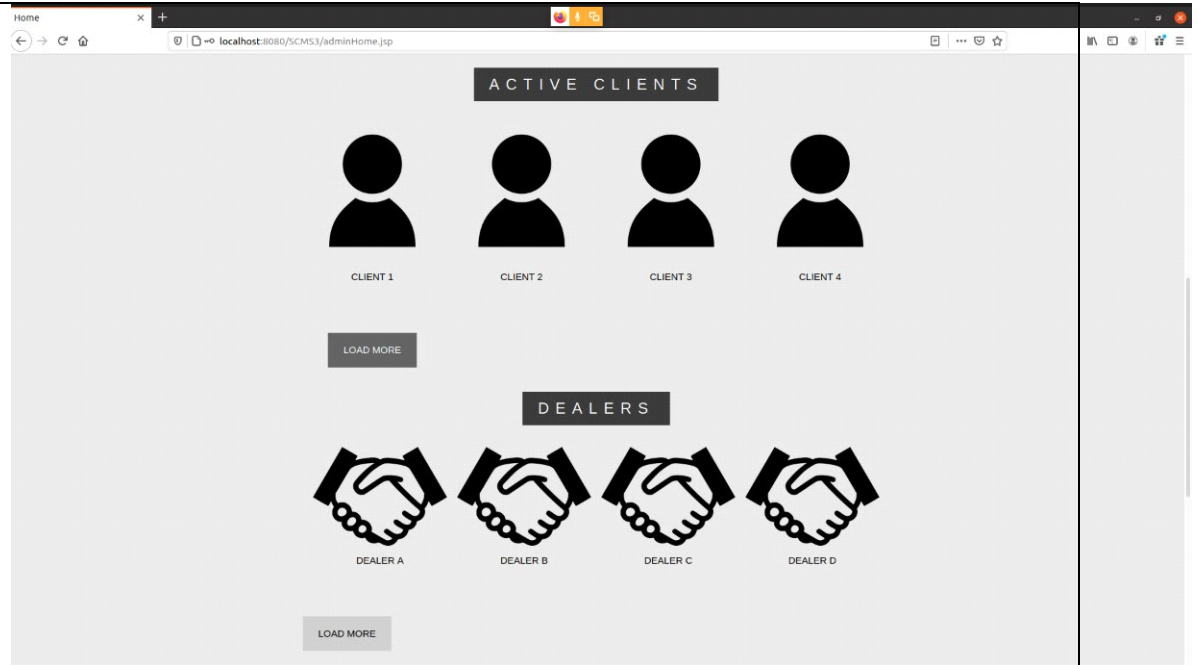 Home
localhost:8080/SCMS3/adminHome.jsp
ACTIVE CLIENTS
CLIENT 1 CLIENT 2 CLIENT 3 CLIENT 4
LOAD MORE
DEALERS
DEALER A DEALER B DEALER C DEALER D
LOAD MORE